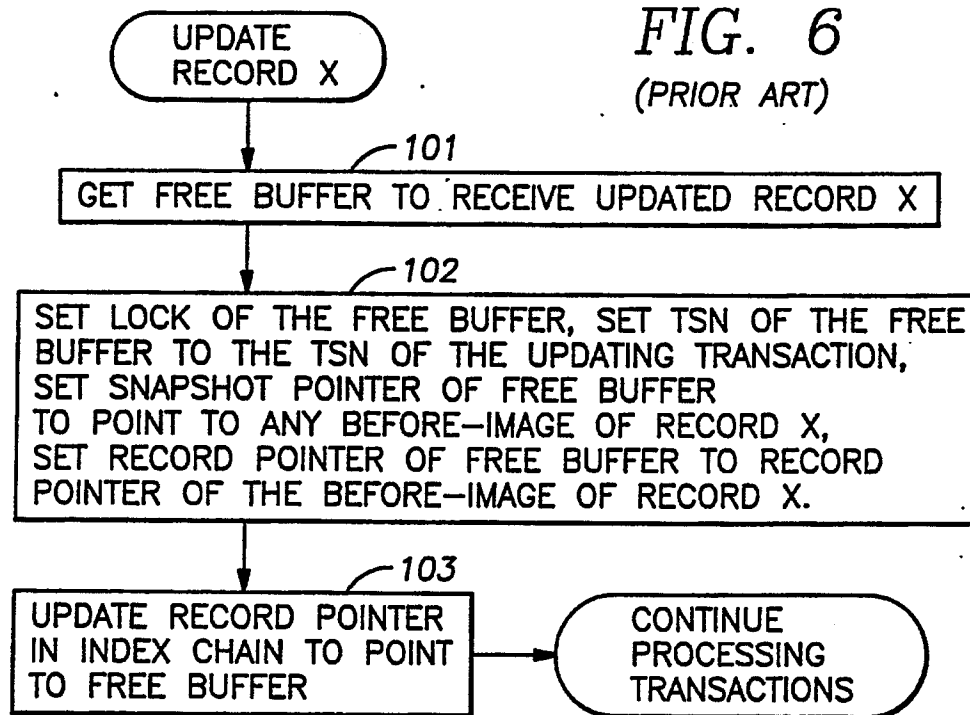 UPDATE
RECORD X
FIG. 6
(PRIOR ART)
101
GET FREE BUFFER TO RECEIVE UPDATED RECORD X
102
SET LOCK OF THE FREE BUFFER, SET TSN OF THE FREE
BUFFER TO THE TSN OF THE UPDATING TRANSACTION,
SET SNAPSHOT POINTER OF FREE BUFFER
TO POINT TO ANY BEFORE-IMAGE OF RECORD X,
SET RECORD POINTER OF FREE BUFFER TO RECORD
POINTER OF THE BEFORE-IMAGE OF RECORD X.
103
UPDATE RECORD POINTER
IN INDEX CHAIN TO POINT
TO FREE BUFFER
CONTINUE
PROCESSING
TRANSACTIONS